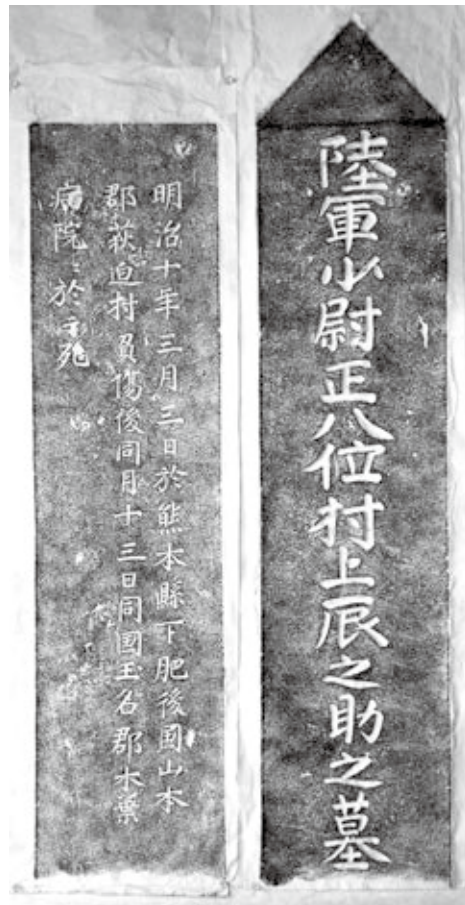 陸軍少尉正八位村上辰之助之墓
明治十年三月三日於熊本縣下肥後国山本
郡荻迫村負傷後同月十三日同国玉名郡木葉
病院ニ於テ死